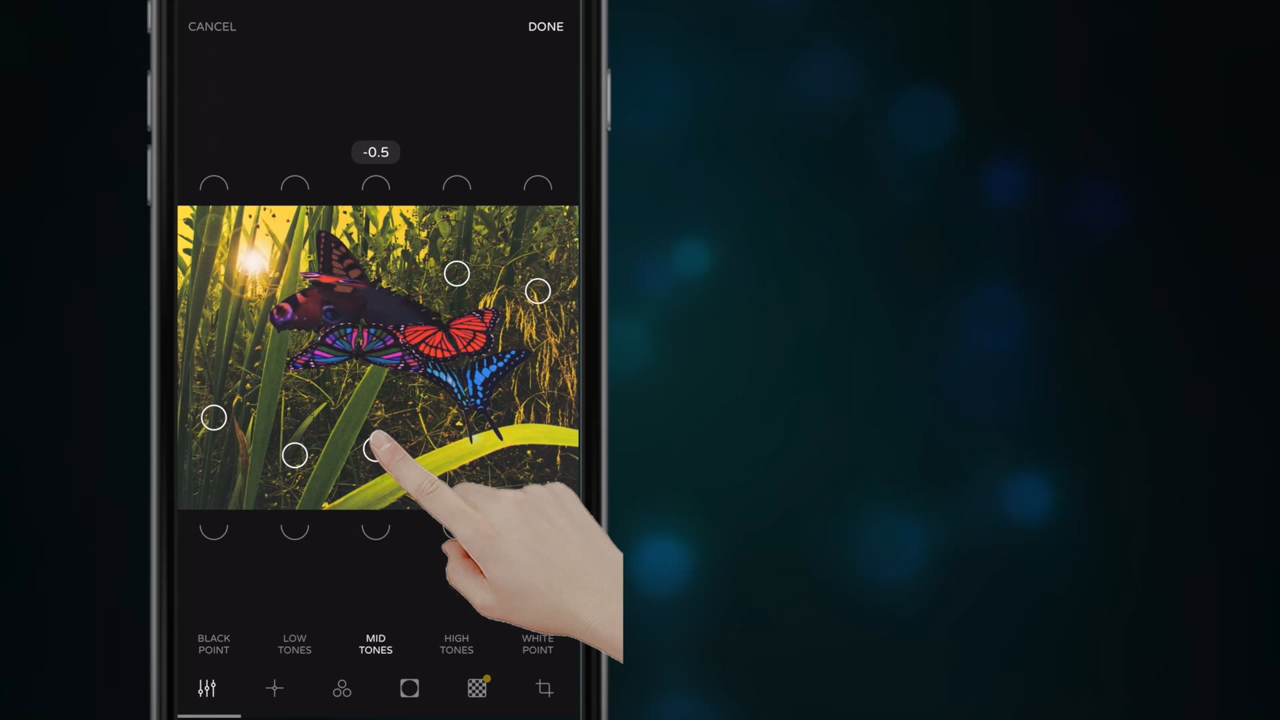 CANCEL
DONE
-0.5
BLACK
POINT
LOW
TONES
MID
TONES
HIGH
TONES
WHITE
POINT